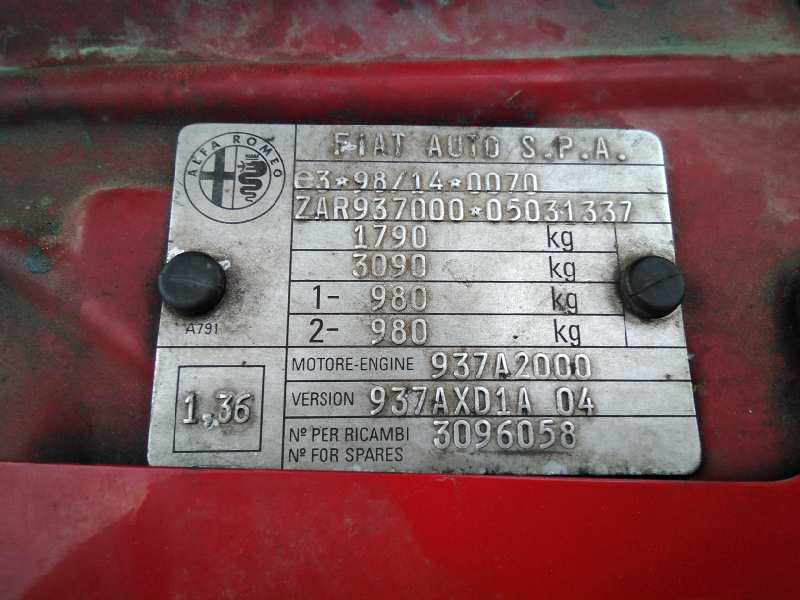 ALFA ROMEO
FIAT AUTO S.P.A.
e3*98/14*0070
ZAR937000*05031337
1790 kg
3090 kg
1- 980 kg
2- 980 kg
A791
MOTORE-ENGINE 937A2000
VERSION 937AXD1A 04
1,36
Nº PER RICAMBI 3096058
Nº FOR SPARES